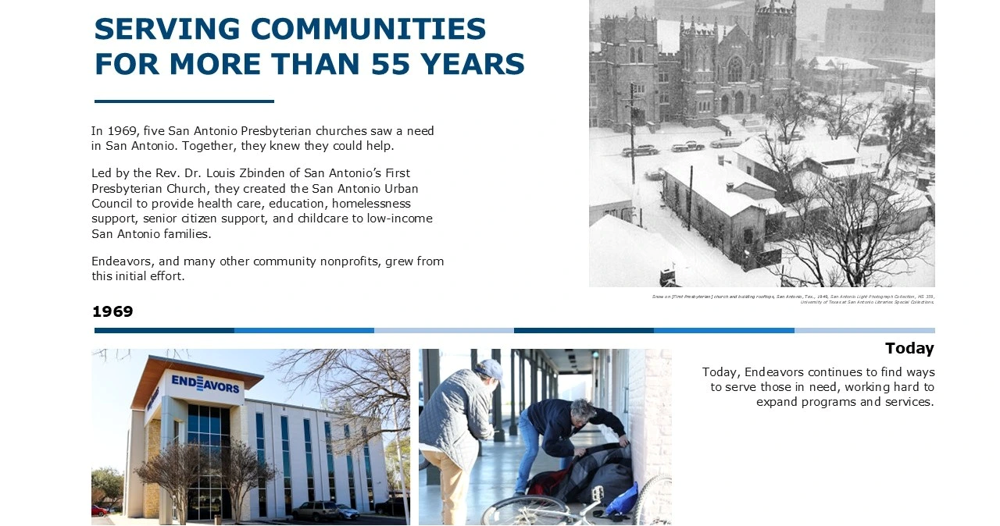 SERVING COMMUNITIES
FOR MORE THAN 55 YEARS
In 1969, five San Antonio Presbyterian churches saw a need
in San Antonio. Together, they knew they could help.
Led by the Rev. Dr. Louis Zbinden of San Antonio’s First
Presbyterian Church, they created the San Antonio Urban
Council to provide health care, education, homelessness
support, senior citizen support, and childcare to low-income
San Antonio families.
Endeavors, and many other community nonprofits, grew from
this initial effort.
Snow on [First Presbyterian] church and building rooftops, San Antonio, Tex., 1949, San Antonio Light Photograph Collection, MS 359,
University of Texas at San Antonio Libraries Special Collections.
1969
Today
Today, Endeavors continues to find ways
to serve those in need, working hard to
expand programs and services.
ENDEAVORS